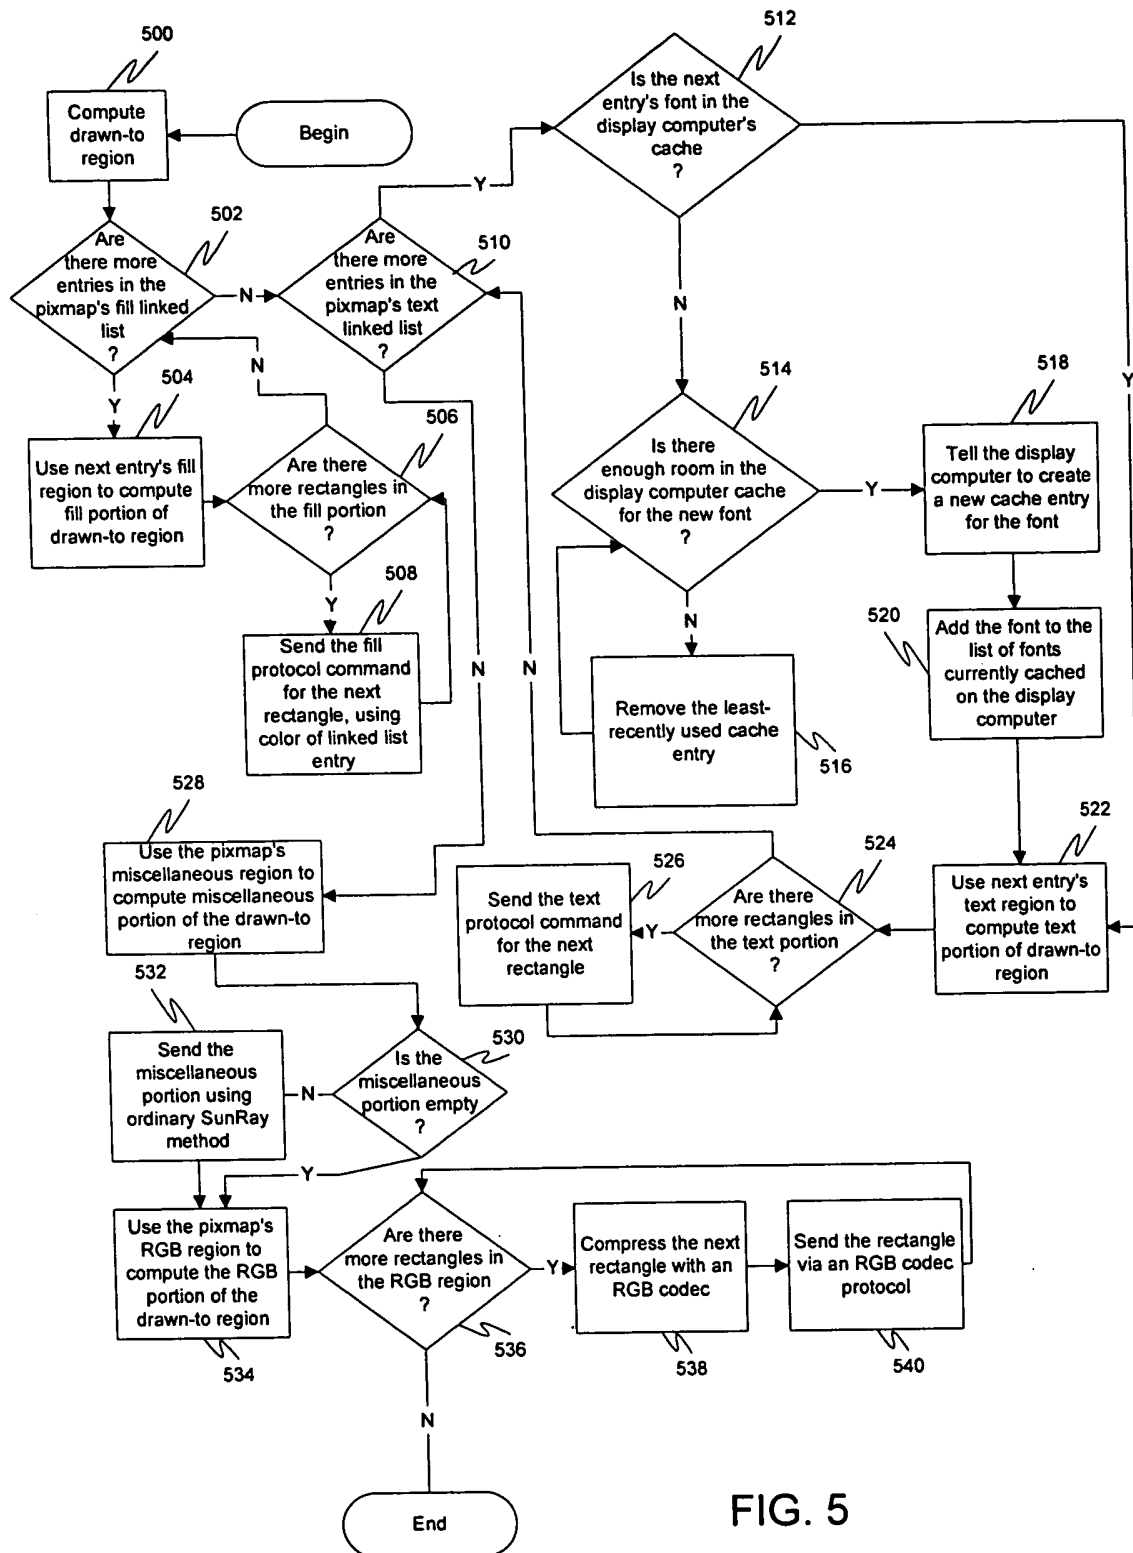 500
Compute
drawn-to
region
Begin
502
Are
there more
entries in the
pixmap's fill linked
list
?
N
Y
504
Use next entry's fill
region to compute
fill portion of
drawn-to region
506
Are there
more rectangles in
the fill portion
?
N
Y
508
Send the fill
protocol command
for the next
rectangle, using
color of linked list
entry
510
Are
there more
entries in the
pixmap's text
linked list
?
Y
N
512
Is the next
entry's font in the
display computer's
cache
?
Y
N
514
Is there
enough room in the
display computer cache
for the new font
?
Y
N
516
Remove the least-
recently used cache
entry
518
Tell the display
computer to create
a new cache entry
for the font
520
Add the font to the
list of fonts
currently cached
on the display
computer
522
Use next entry's
text region to
compute text
portion of drawn-to
region
524
Are there
more rectangles in
the text portion
?
N
Y
526
Send the text
protocol command
for the next
rectangle
528
Use the pixmap's
miscellaneous region to
compute miscellaneous
portion of the drawn-to
region
530
Is the
miscellaneous
portion empty
?
N
Y
532
Send the
miscellaneous
portion using
ordinary SunRay
method
534
Use the pixmap's
RGB region to
compute the RGB
portion of the
drawn-to region
536
Are there
more rectangles in
the RGB region
?
Y
N
538
Compress the next
rectangle with an
RGB codec
540
Send the rectangle
via an RGB codec
protocol
End
FIG. 5